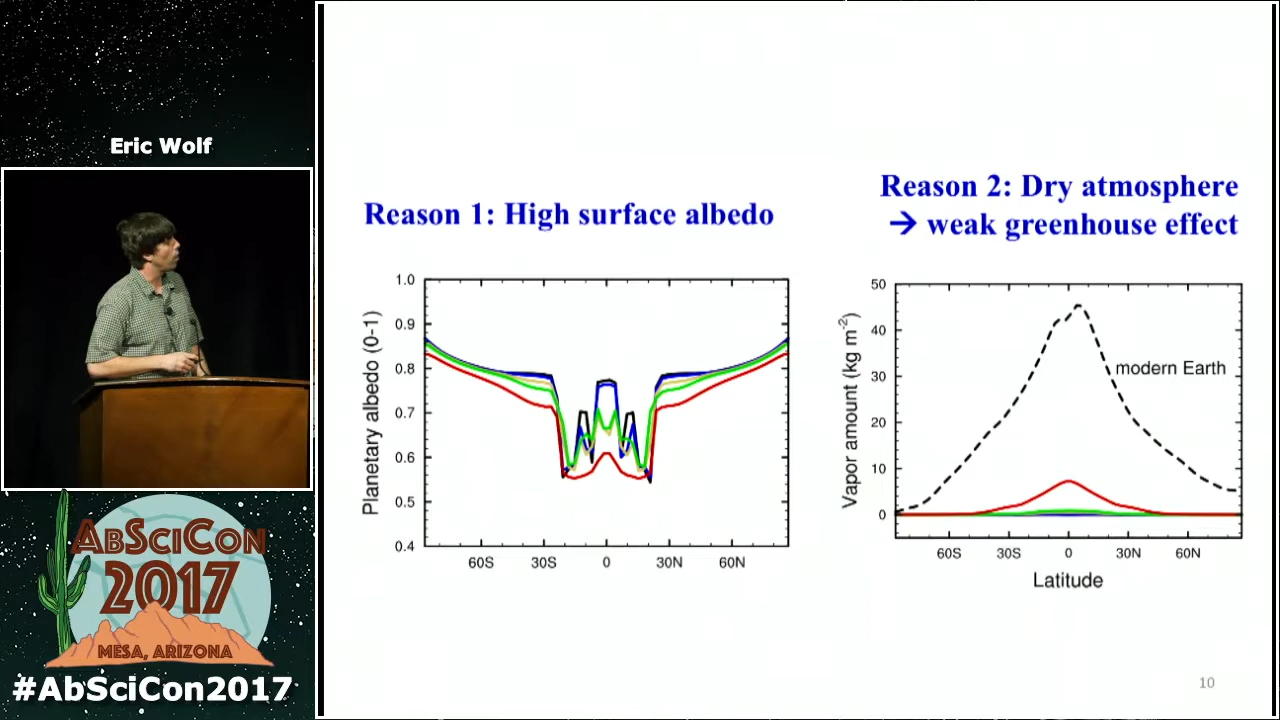 Eric Wolf
ABSCICON
2017
MESA, ARIZONA
#AbSciCon2017
Reason 1: High surface albedo
Reason 2: Dry atmosphere
→ weak greenhouse effect
Planetary albedo (0-1)
1.0
0.9
0.8
0.7
0.6
0.5
0.4
60S 30S 0 30N 60N
Vapor amount (kg m-2)
50
40
30
20
10
0
modern Earth
60S 30S 0 30N 60N
Latitude
10